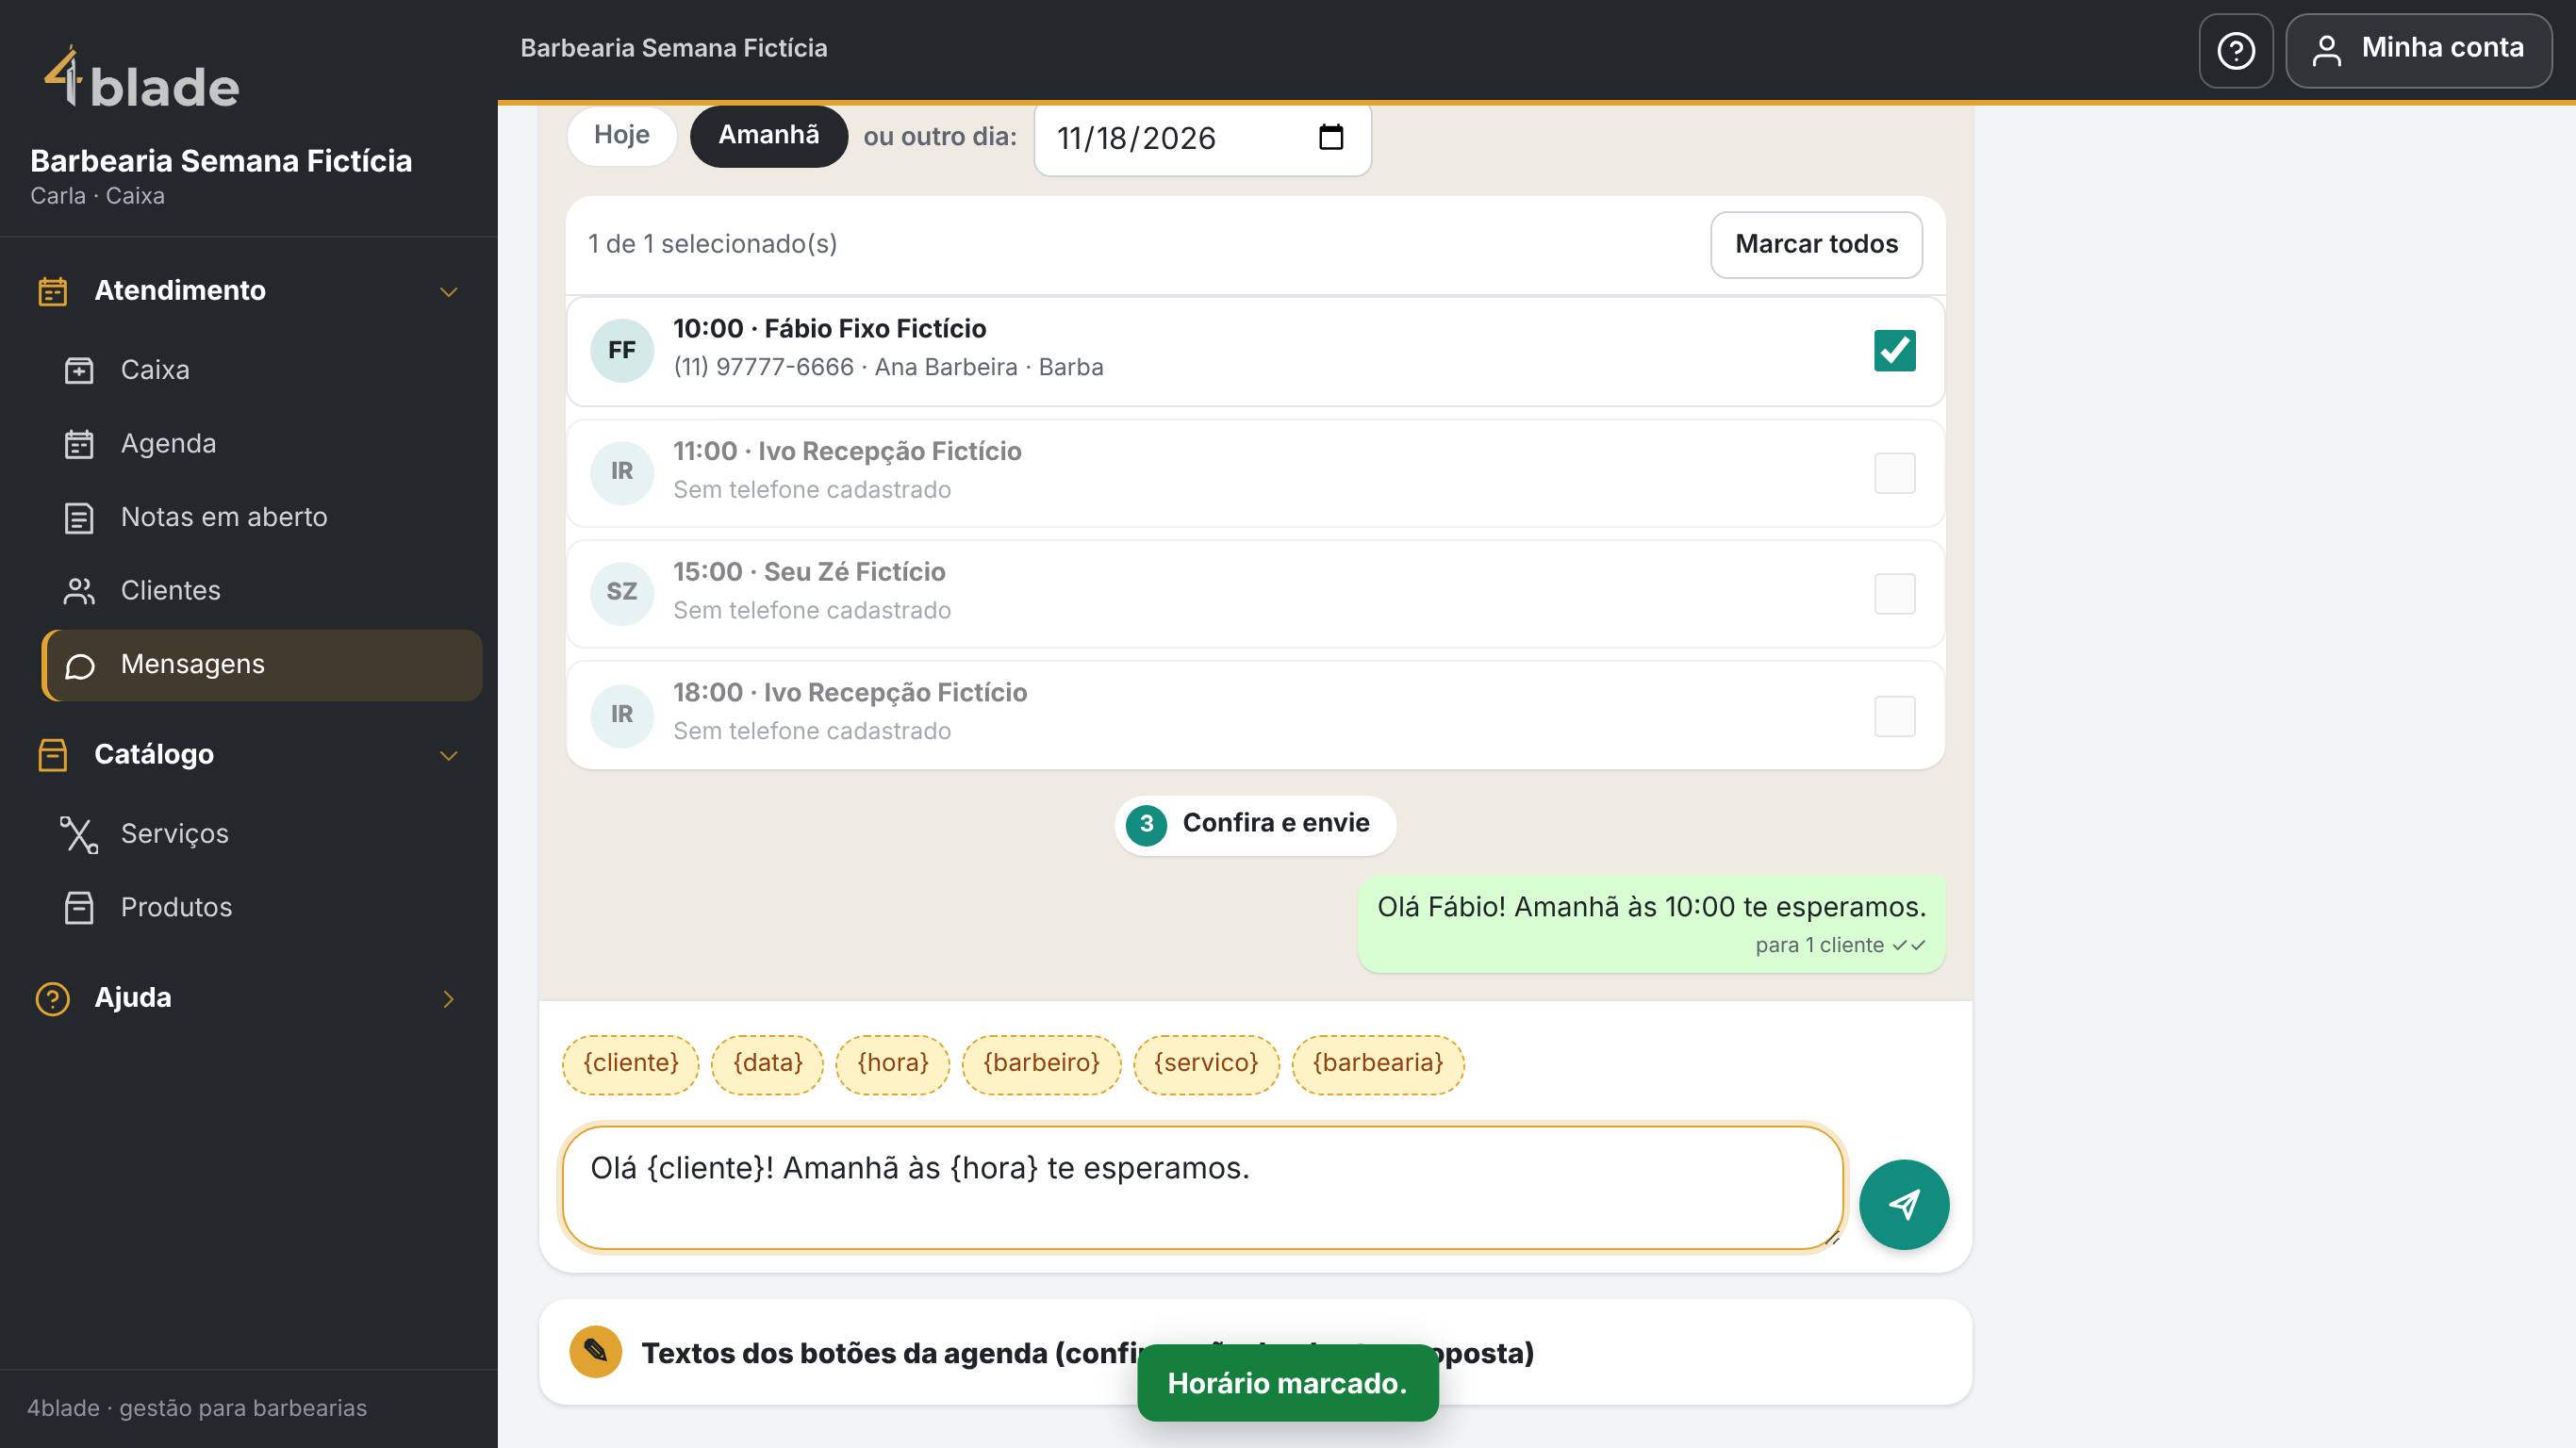 4blade
Barbearia Semana Fictícia
Carla · Caixa
Atendimento
Caixa
Agenda
Notas em aberto
Clientes
Mensagens
Catálogo
Serviços
Produtos
Ajuda
4blade · gestão para barbearias
Barbearia Semana Fictícia
Minha conta
Hoje
Amanhã
ou outro dia:
11/18/2026
1 de 1 selecionado(s)
Marcar todos
FF
10:00 · Fábio Fixo Fictício
(11) 97777-6666 · Ana Barbeira · Barba
IR
11:00 · Ivo Recepção Fictício
Sem telefone cadastrado
SZ
15:00 · Seu Zé Fictício
Sem telefone cadastrado
IR
18:00 · Ivo Recepção Fictício
Sem telefone cadastrado
3 Confira e envie
Olá Fábio! Amanhã às 10:00 te esperamos.
para 1 cliente ✓✓
{cliente} {data} {hora} {barbeiro} {servico} {barbearia}
Olá {cliente}! Amanhã às {hora} te esperamos.
Textos dos botões da agenda
Horário marcado.